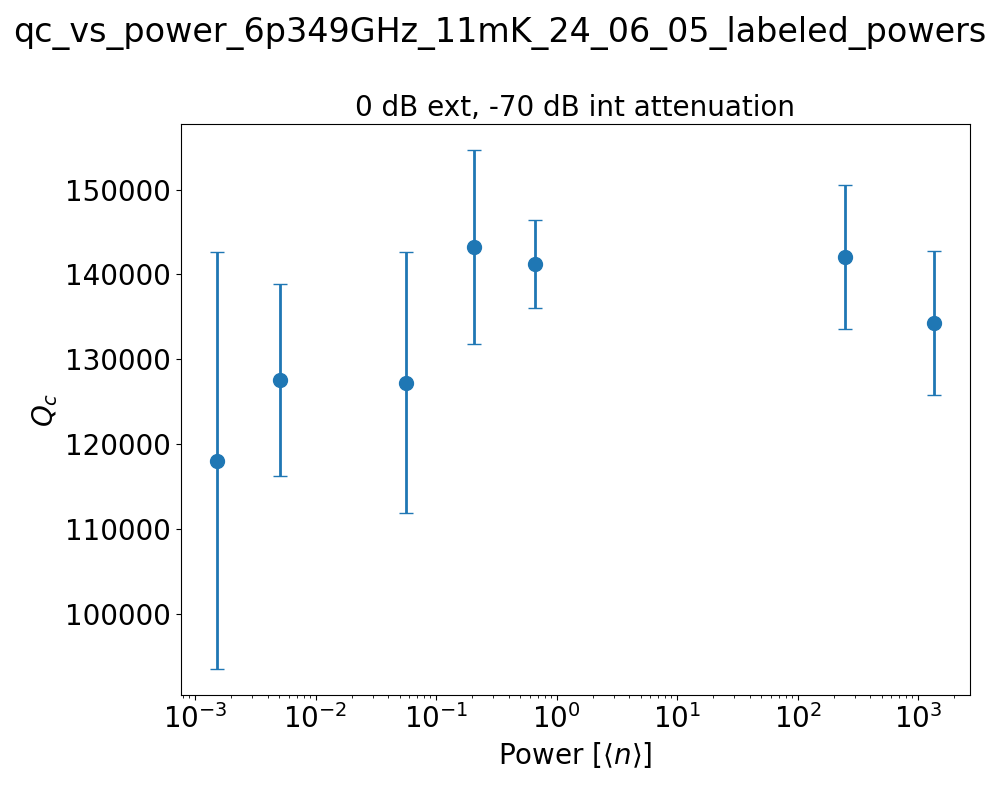 qc_vs_power_6p349GHz_11mK_24_06_05_labeled_powers
0 dB ext, -70 dB int attenuation
150000
140000
130000
120000
110000
100000
Q_c
10^{-3} 10^{-2} 10^{-1} 10^0 10^1 10^2 10^3
Power [⟨n⟩]